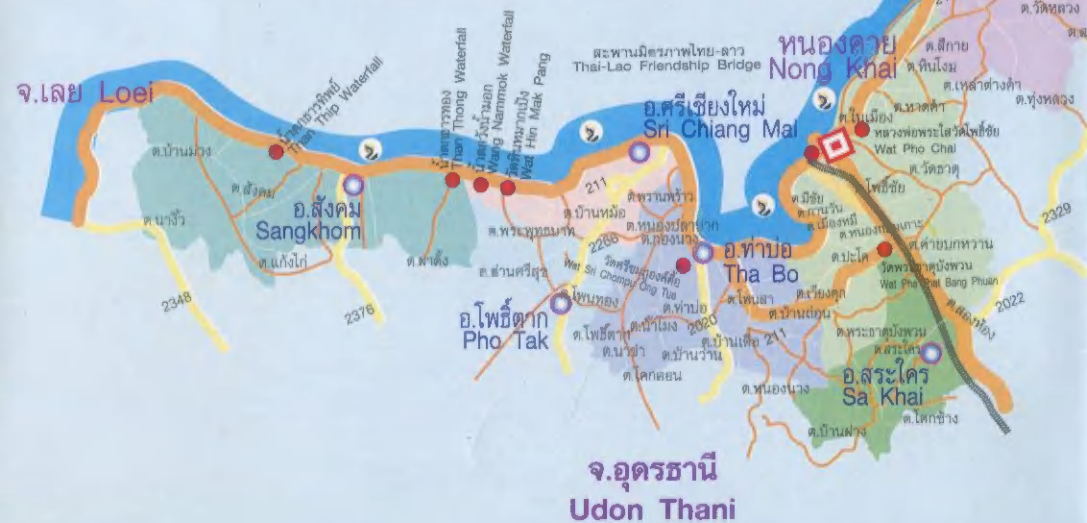 ต.วัดหลวง
ต.สีกาย
ต.หินโงม
ต.เหล่าต่างคำ
ต.ทุ่งหลวง
ต.หาดคำ
หนองคาย
Nong Khai
สะพานมิตรภาพไทย-ลาว
Thai-Lao Friendship Bridge
จ.เลย Loei
น้ำตกธารทิพย์
Than Thip Waterfall
น้ำตกธารทอง
Than Thong Waterfall
น้ำตกวังน้ำมอก
Wang Nammok Waterfall
วัดหินหมากเป้ง
Wat Hin Mak Pang
อ.ศรีเชียงใหม่
Sri Chiang Mai
ต.ในเมือง
หลวงพ่อพระใสวัดโพธิ์ชัย
Wat Pho Chai
ต.วัดธาตุ
ต.โพธิ์ชัย
ต.มีชัย
ต.กวนวัน
ต.เมืองหมี
ต.ค่ายบกหวาน
ต.ปะโค
วัดพระธาตุบังพวน
Wat Pha That Bang Phuan
ต.เวียงคุก
ต.บ้านม่วง
ต.สังคม
ต.นางิ้ว
ต.แก้งไก่
อ.สังคม
Sangkhom
ต.ผาตั้ง
211
ต.บ้านหม้อ
ต.พระพุทธบาท
ต.พรานพร้าว
ต.หนองปลาปาก
ต.กองนาง
2266
วัดศรีชมภูองค์ตื้อ
Wat Sri Chompu Ong Tue
อ.ท่าบ่อ
Tha Bo
ต.ด่านศรีสุข
ต.โพนทอง
อ.โพธิ์ตาก
Pho Tak
ต.ท่าบ่อ
ต.โพนสา
ต.บ้านถ่อน
ต.โพธิ์ตาก
ต.น้ำโมง
2020
ต.บ้านเดื่อ
211
ต.นาข่า
ต.บ้านว่าน
ต.โคกคอน
ต.หนองนาง
ต.พระธาตุบังพวน
ต.สระใคร
อ.สระใคร
Sa Khai
ต.คอกช้าง
ต.บ้านฝาง
ต.สองห้อง
2022
2329
2348
2376
จ.อุดรธานี
Udon Thani